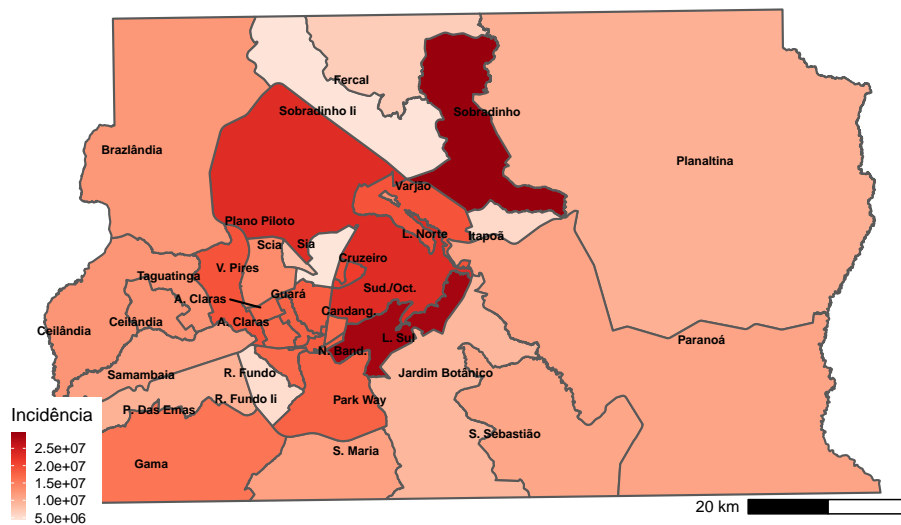 Fercal
Sobradinho Ii
Sobradinho
Brazlândia
Planaltina
Varjão
Plano Piloto
L. Norte
Itapoã
Scia
Sia
Cruzeiro
Taguatinga
V. Pires
Sud./Oct.
A. Claras
Guará
Candang.
Ceilândia
Ceilândia
A. Claras
L. Sul
Paranoá
N. Band.
Samambaia
R. Fundo
Jardim Botânico
R. Fundo Ii
Park Way
P. Das Emas
S. Sebastião
S. Maria
Gama
Incidência
2.5e+07
2.0e+07
1.5e+07
1.0e+07
5.0e+06
20 km